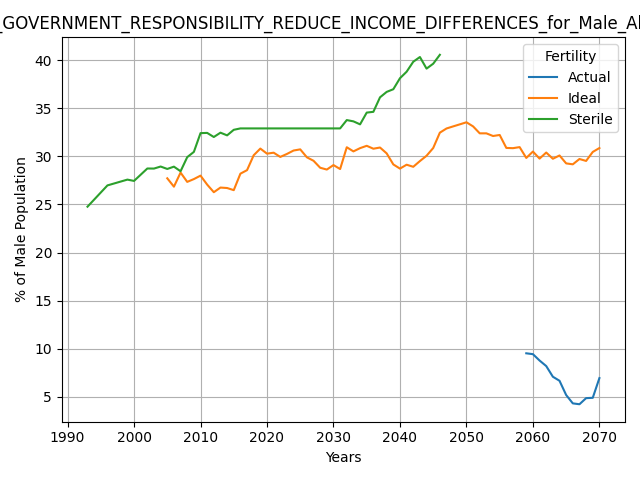 _GOVERNMENT_RESPONSIBILITY_REDUCE_INCOME_DIFFERENCES_for_Male_Al
Fertility
Actual
Ideal
Sterile
% of Male Population
40
35
30
25
20
15
10
5
1990 2000 2010 2020 2030 2040 2050 2060 2070
Years